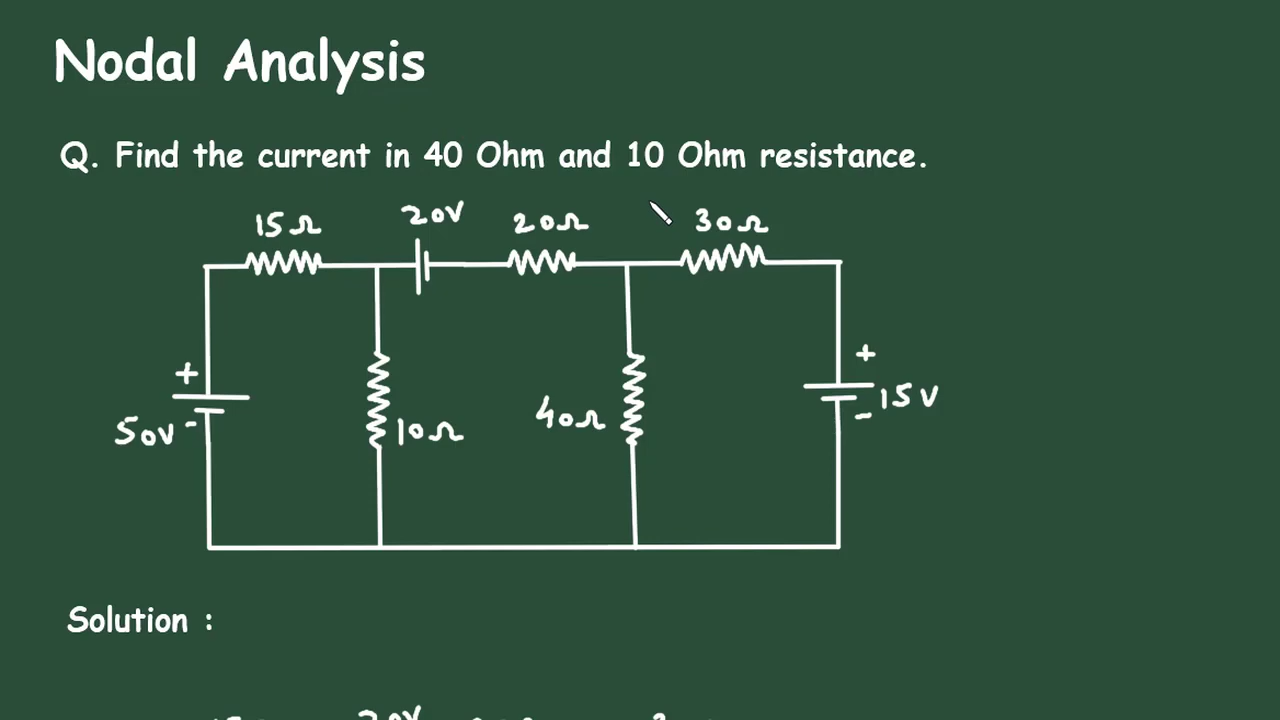 Nodal Analysis
Q. Find the current in 40 Ohm and 10 Ohm resistance.
15Ω 20V 20Ω 30Ω
+ +
50V - 10Ω 40Ω - 15V
Solution :
20V